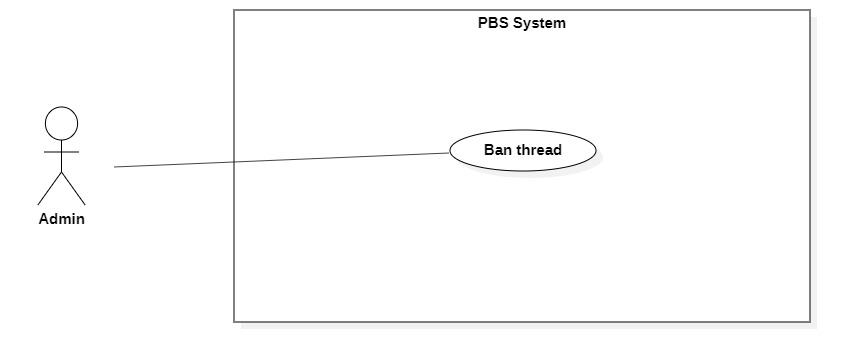 PBS System
Ban thread
Admin